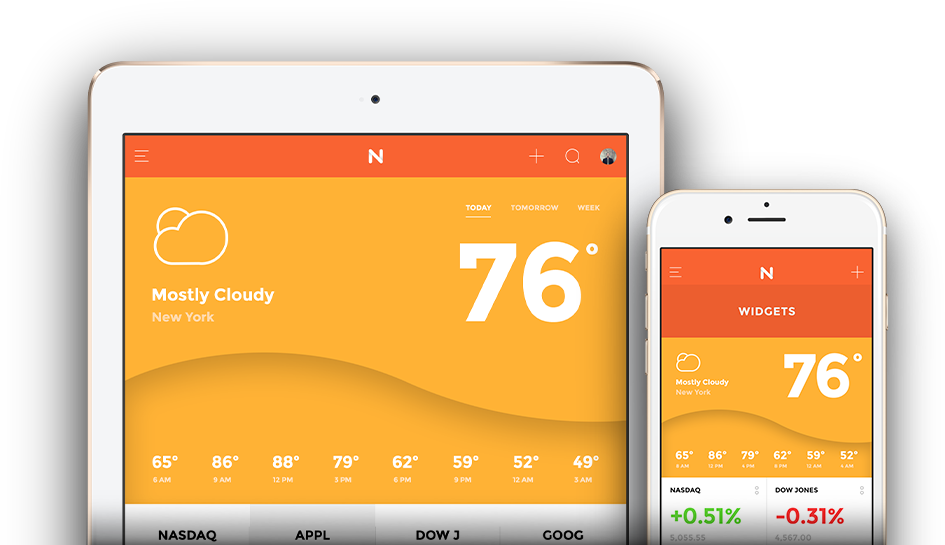 N
TODAY TOMORROW WEEK
76°
Mostly Cloudy
New York
65° 86° 88° 79° 62° 59° 52° 49°
6 AM 9 AM 12 PM 3 PM 6 PM 9 PM 12 AM 3 AM
NASDAQ APPL DOW J GOOG
N
WIDGETS
76°
Mostly Cloudy
New York
65° 86° 79° 62° 59° 52°
6 AM 12 PM 4 PM 6 PM 12 AM 4 AM
NASDAQ DOW JONES
+0.51% -0.31%
5,055.55 4,567.00